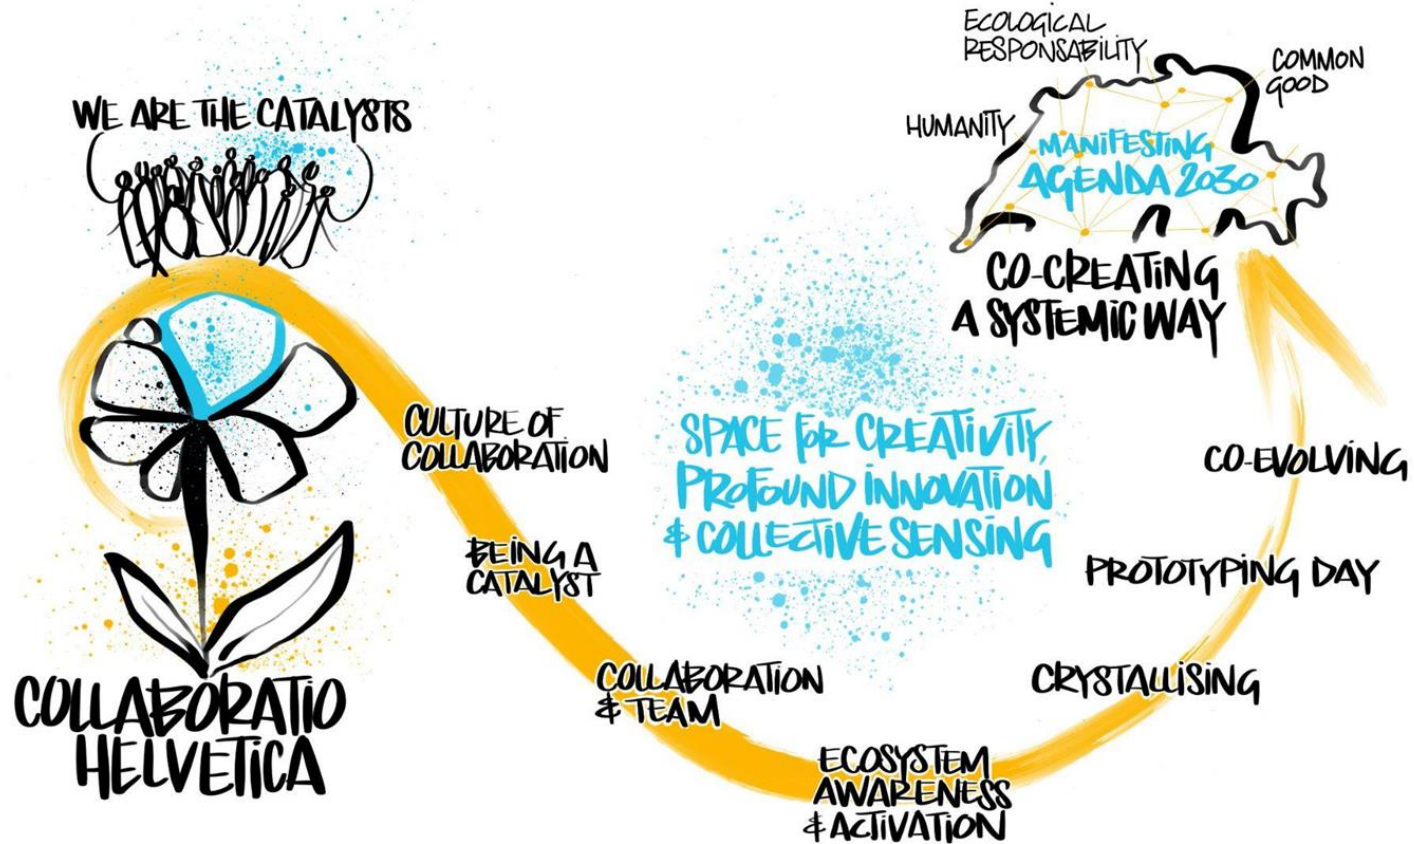 WE ARE THE CATALYSTS
COLLABORATIO
HELVETICA
CULTURE OF
COLLABORATION
BEING A
CATALYST
COLLABORATION
& TEAM
ECOSYSTEM
AWARENESS
& ACTIVATION
CRYSTALLISING
PROTOTYPING DAY
CO-EVOLVING
SPACE FOR CREATIVITY,
PROFOUND INNOVATION
& COLLECTIVE SENSING
ECOLOGICAL
RESPONSABILITY
COMMON
GOOD
HUMANITY
MANIFESTING
AGENDA 2030
CO-CREATING
A SYSTEMIC WAY